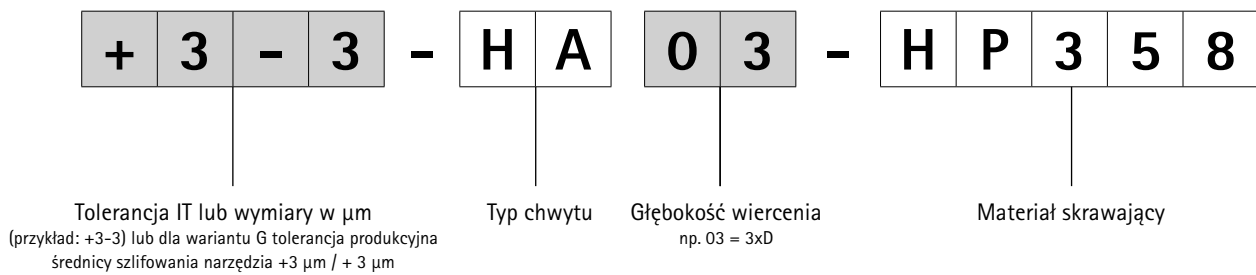 + 3 - 3 - H A 0 3 - H P 3 5 8
Tolerancja IT lub wymiary w µm
(przykład: +3-3) lub dla wariantu G tolerancja produkcyjna
średnicy szlifowania narzędzia +3 µm / + 3 µm
Typ chwytu
Głębokość wiercenia
np. 03 = 3xD
Materiał skrawający